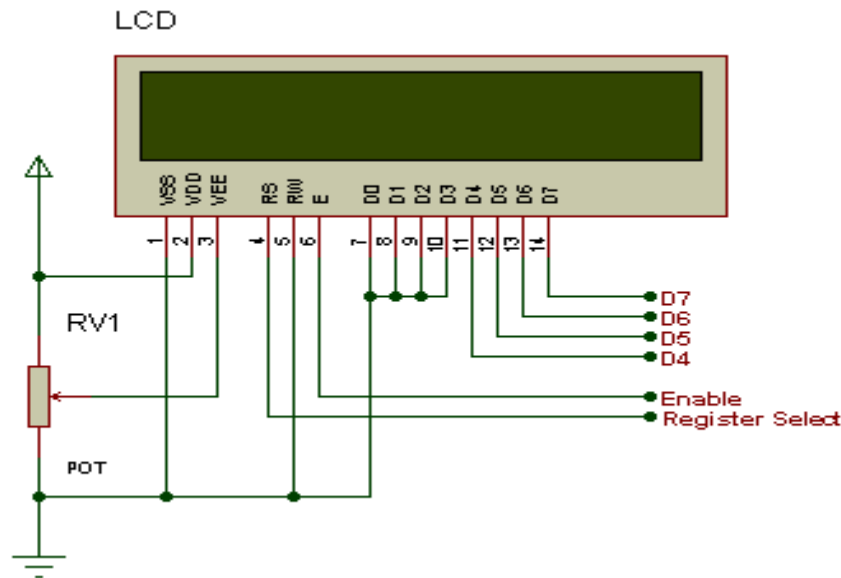 LCD
VSS VDD VEE RS RW E D0 D1 D2 D3 D4 D5 D6 D7
1 2 3 4 5 6 7 8 9 10 11 12 13 14
D7
RV1
D6
D5
D4
Enable
Register Select
POT